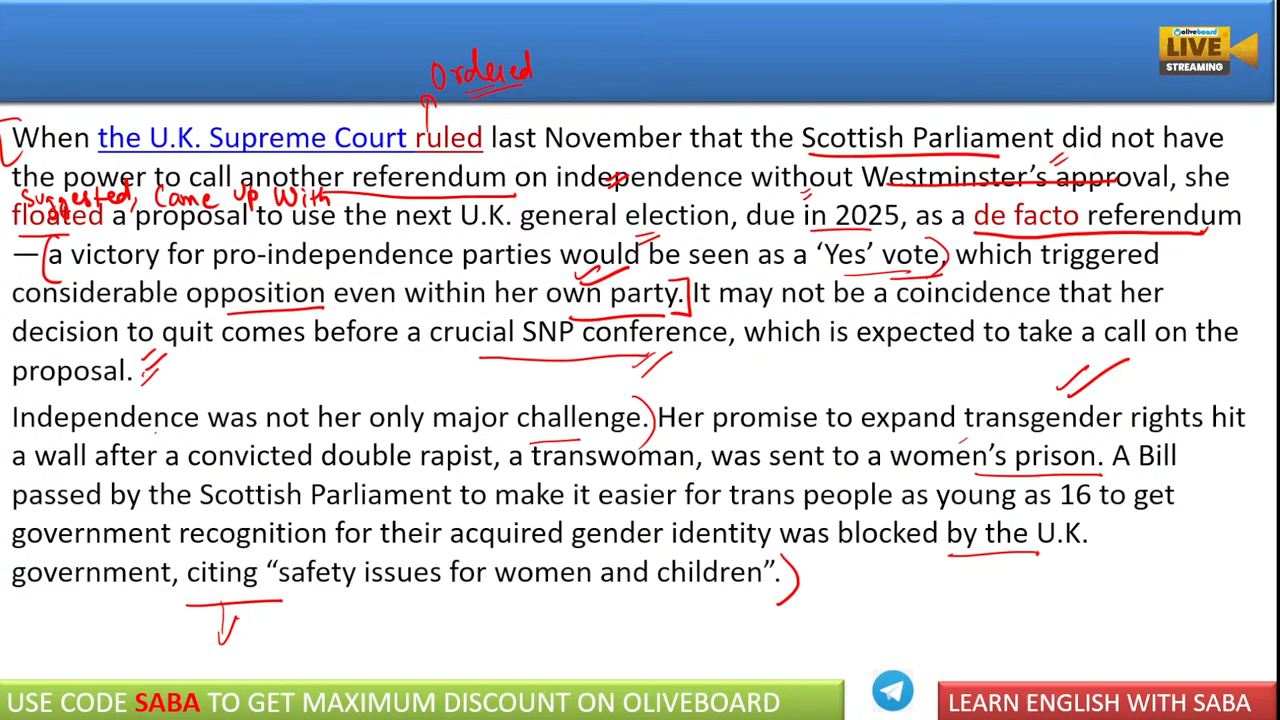 oliveboard
LIVE
STREAMING
Ordered
When the U.K. Supreme Court ruled last November that the Scottish Parliament did not have
the power to call another referendum on independence without Westminster's approval, she
Suggested, Came up With
floated a proposal to use the next U.K. general election, due in 2025, as a de facto referendum
—a victory for pro-independence parties would be seen as a ‘Yes’ vote, which triggered
considerable opposition even within her own party. It may not be a coincidence that her
decision to quit comes before a crucial SNP conference, which is expected to take a call on the
proposal.
Independence was not her only major challenge. Her promise to expand transgender rights hit
a wall after a convicted double rapist, a transwoman, was sent to a women’s prison. A Bill
passed by the Scottish Parliament to make it easier for trans people as young as 16 to get
government recognition for their acquired gender identity was blocked by the U.K.
government, citing “safety issues for women and children”.
USE CODE SABA TO GET MAXIMUM DISCOUNT ON OLIVEBOARD
LEARN ENGLISH WITH SABA